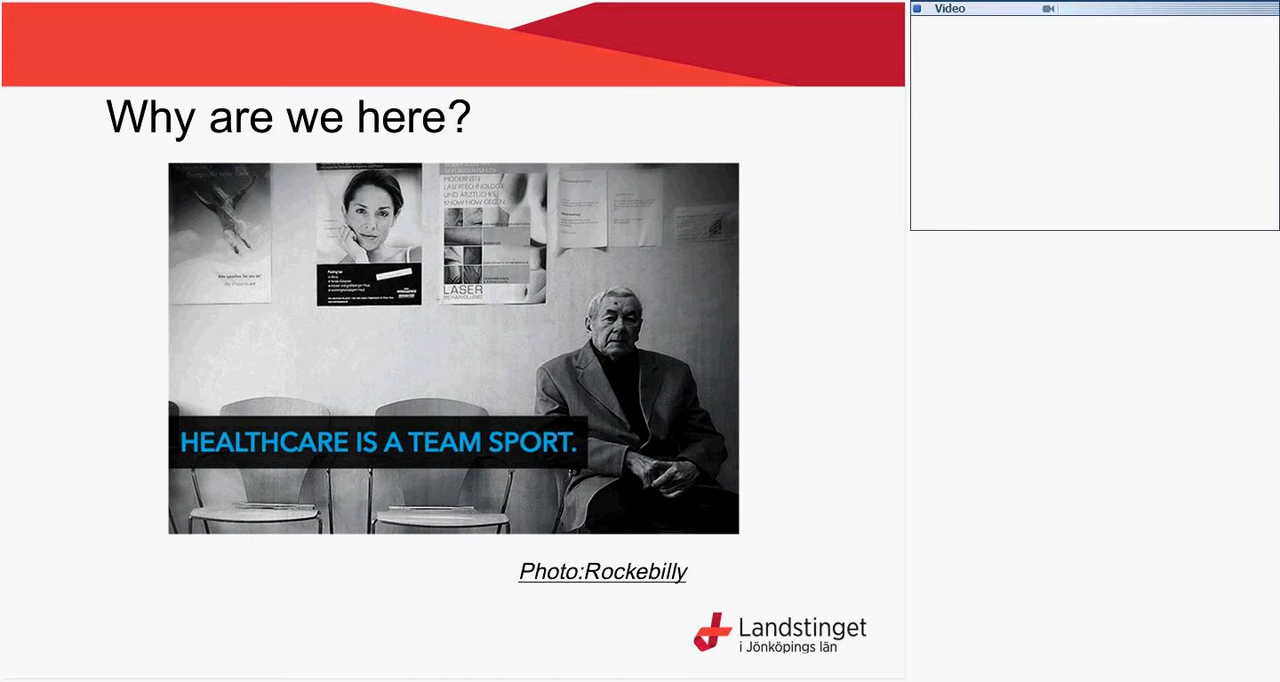 Video
Why are we here?
MODERNSTE
LASERTECHNOLOGIE
UND ÄRZTLICHES
KNOW HOW GEGEN
LASER
BEHANDLUNG
HEALTHCARE IS A TEAM SPORT.
Photo:Rockebilly
Landstinget
i Jönköpings län